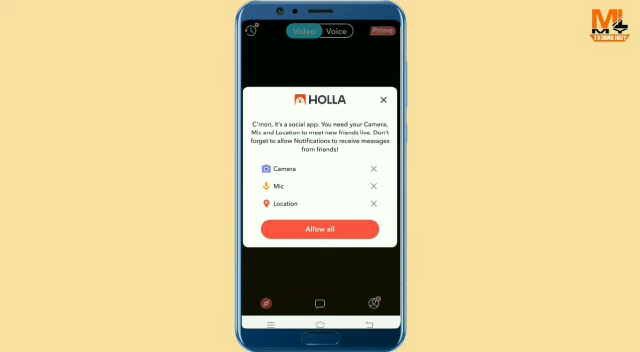 Video
Voice
Prime
HOLLA
C'mon, it's a social app. You need your Camera,
Mic and Location to meet new friends live. Don't
forget to allow Notifications to receive messages
from friends!
Camera
Mic
Location
Allow all